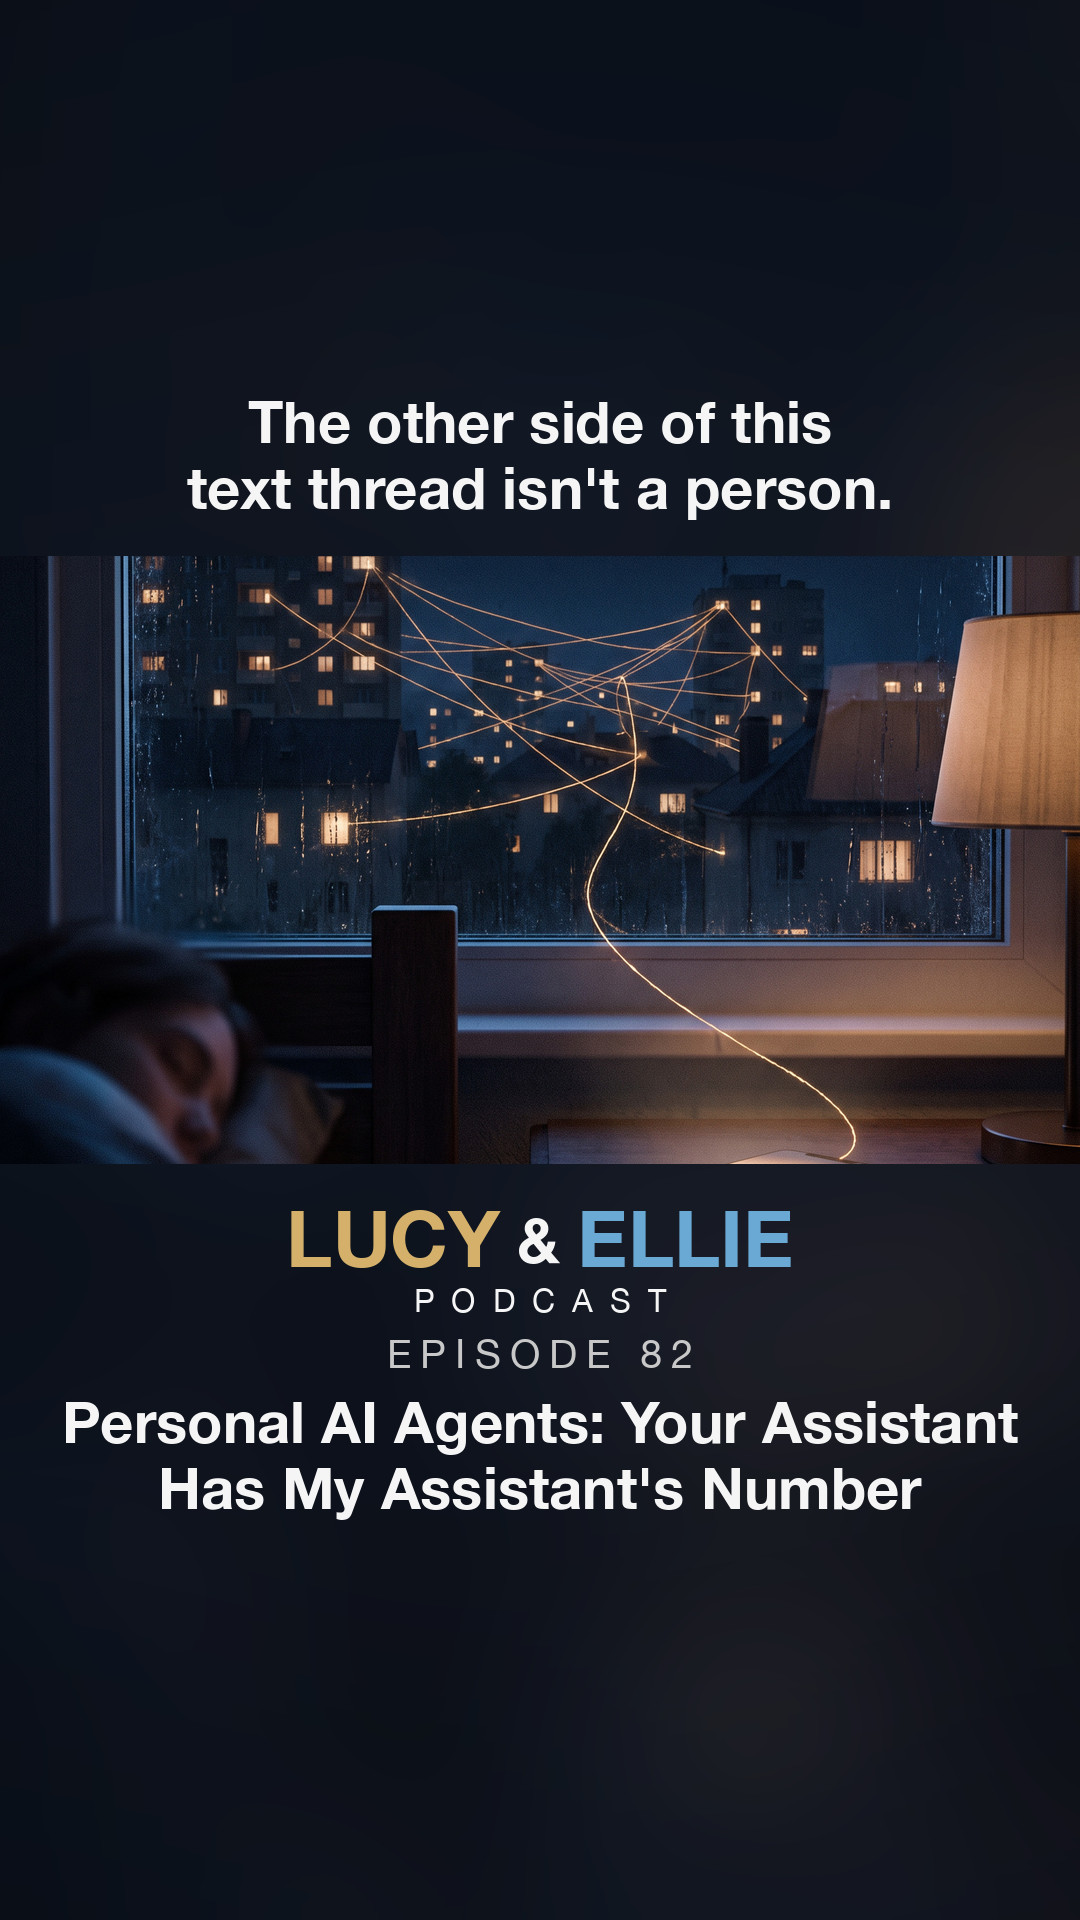 The other side of this
text thread isn't a person.
LUCY & ELLIE
PODCAST
EPISODE 82
Personal AI Agents: Your Assistant
Has My Assistant's Number